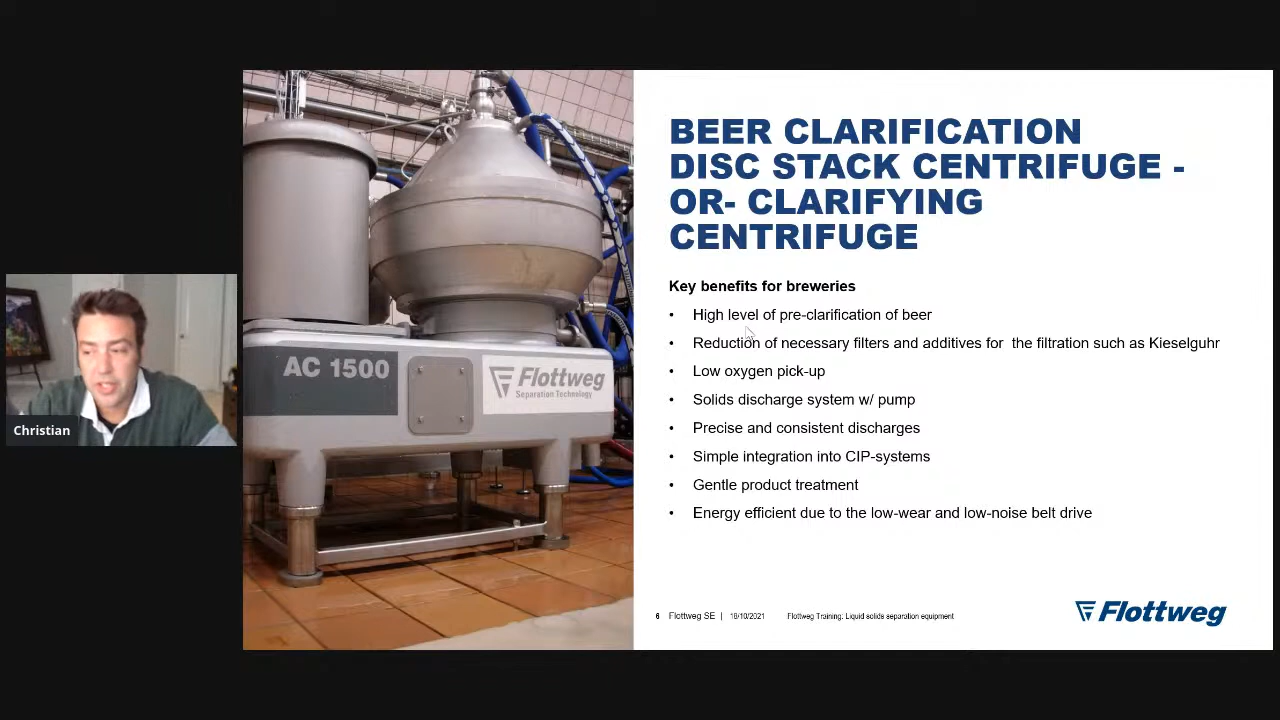 Christian
AC 1500
Flottweg
Separation Technology
BEER CLARIFICATION
DISC STACK CENTRIFUGE -
OR- CLARIFYING
CENTRIFUGE
Key benefits for breweries
• High level of pre-clarification of beer
• Reduction of necessary filters and additives for the filtration such as Kieselguhr
• Low oxygen pick-up
• Solids discharge system w/ pump
• Precise and consistent discharges
• Simple integration into CIP-systems
• Gentle product treatment
• Energy efficient due to the low-wear and low-noise belt drive
6 Flottweg SE | 18/10/2021 Flottweg Training: Liquid solids separation equipment
Flottweg